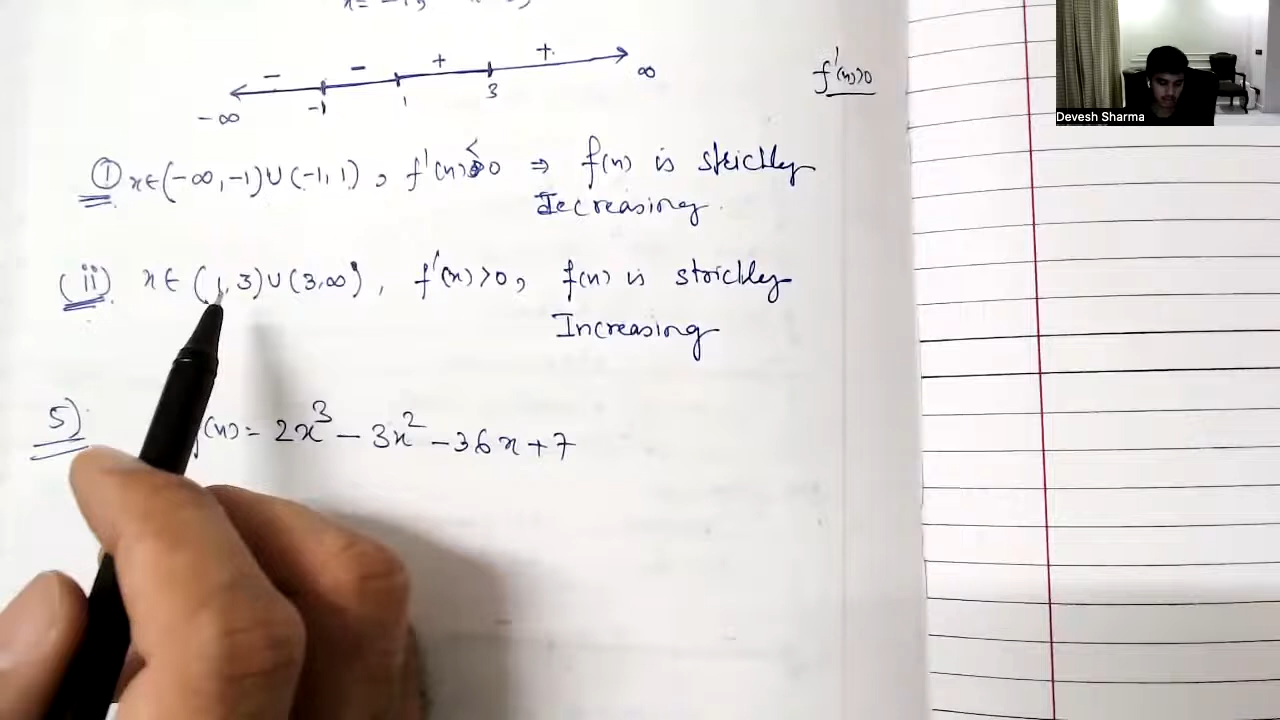 - - + +
-∞ -1 1 3 ∞
f'(x)>0
① x∈(-∞,-1)∪(-1,1), f'(x)<0 ⇒ f(x) is strictly
Decreasing.
(ii) x∈(1,3)∪(3,∞), f'(x)>0, f(x) is strictly
Increasing
5) (x)= 2x³-3x²-36x+7
Devesh Sharma